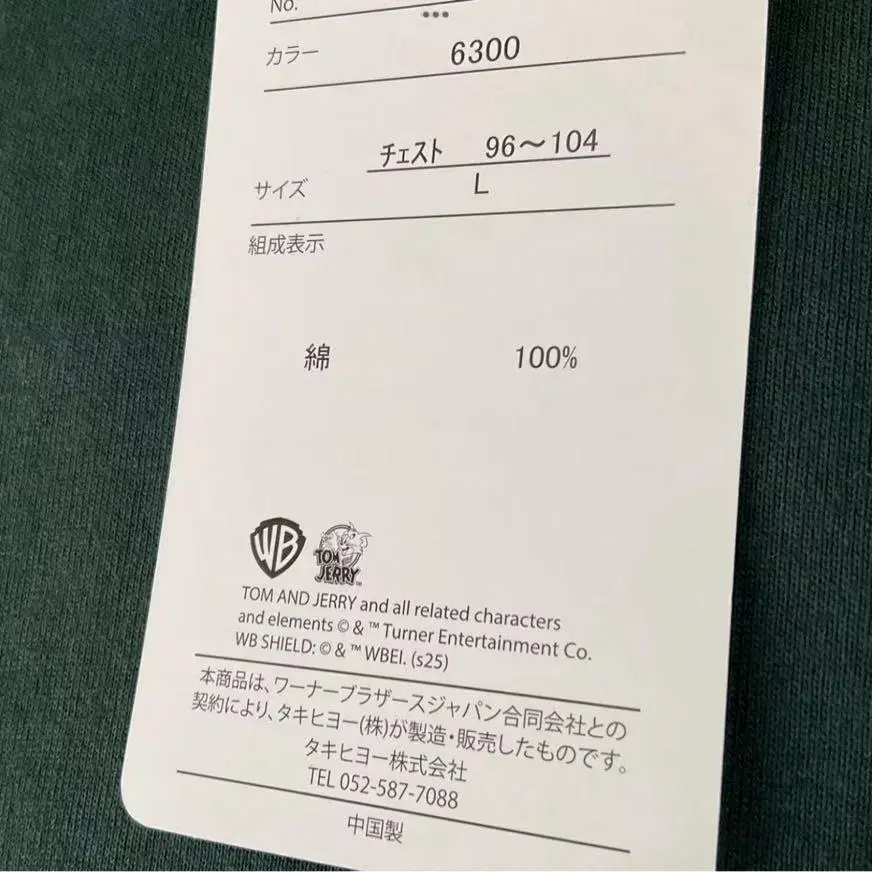 No.
カラー 6300
チェスト 96〜104
サイズ L
組成表示
綿 100%
WB TOM AND JERRY™
TOM AND JERRY and all related characters
and elements © & ™ Turner Entertainment Co.
WB SHIELD: © & ™ WBEI. (s25)
本商品は、ワーナーブラザースジャパン合同会社との
契約により、タキヒヨー(株)が製造・販売したものです。
タキヒヨー株式会社
TEL 052-587-7088
中国製